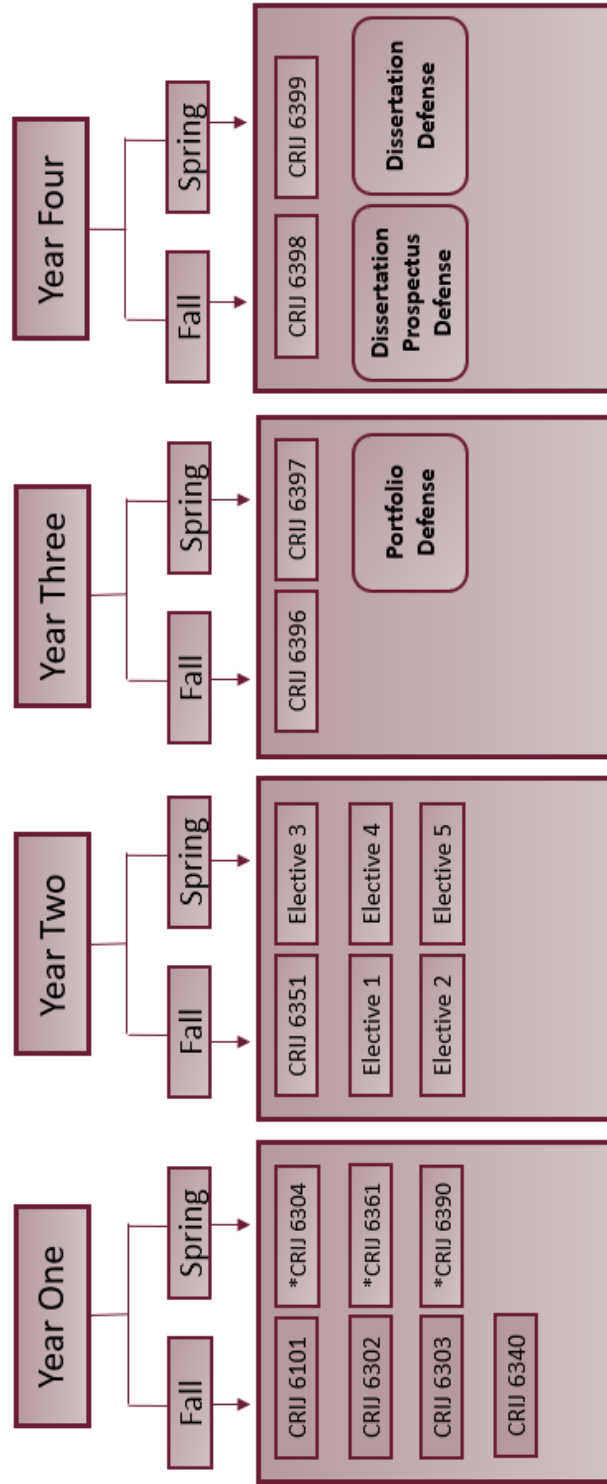 Year One
Fall
Spring
CRIJ 6101
CRIJ 6302
CRIJ 6303
CRIJ 6340
*CRIJ 6304
*CRIJ 6361
*CRIJ 6390
Year Two
Fall
Spring
CRIJ 6351
Elective 1
Elective 2
Elective 3
Elective 4
Elective 5
Year Three
Fall
Spring
CRIJ 6396
CRIJ 6397
Portfolio
Defense
Year Four
Fall
Spring
CRIJ 6398
Dissertation
Prospectus
Defense
CRIJ 6399
Dissertation
Defense